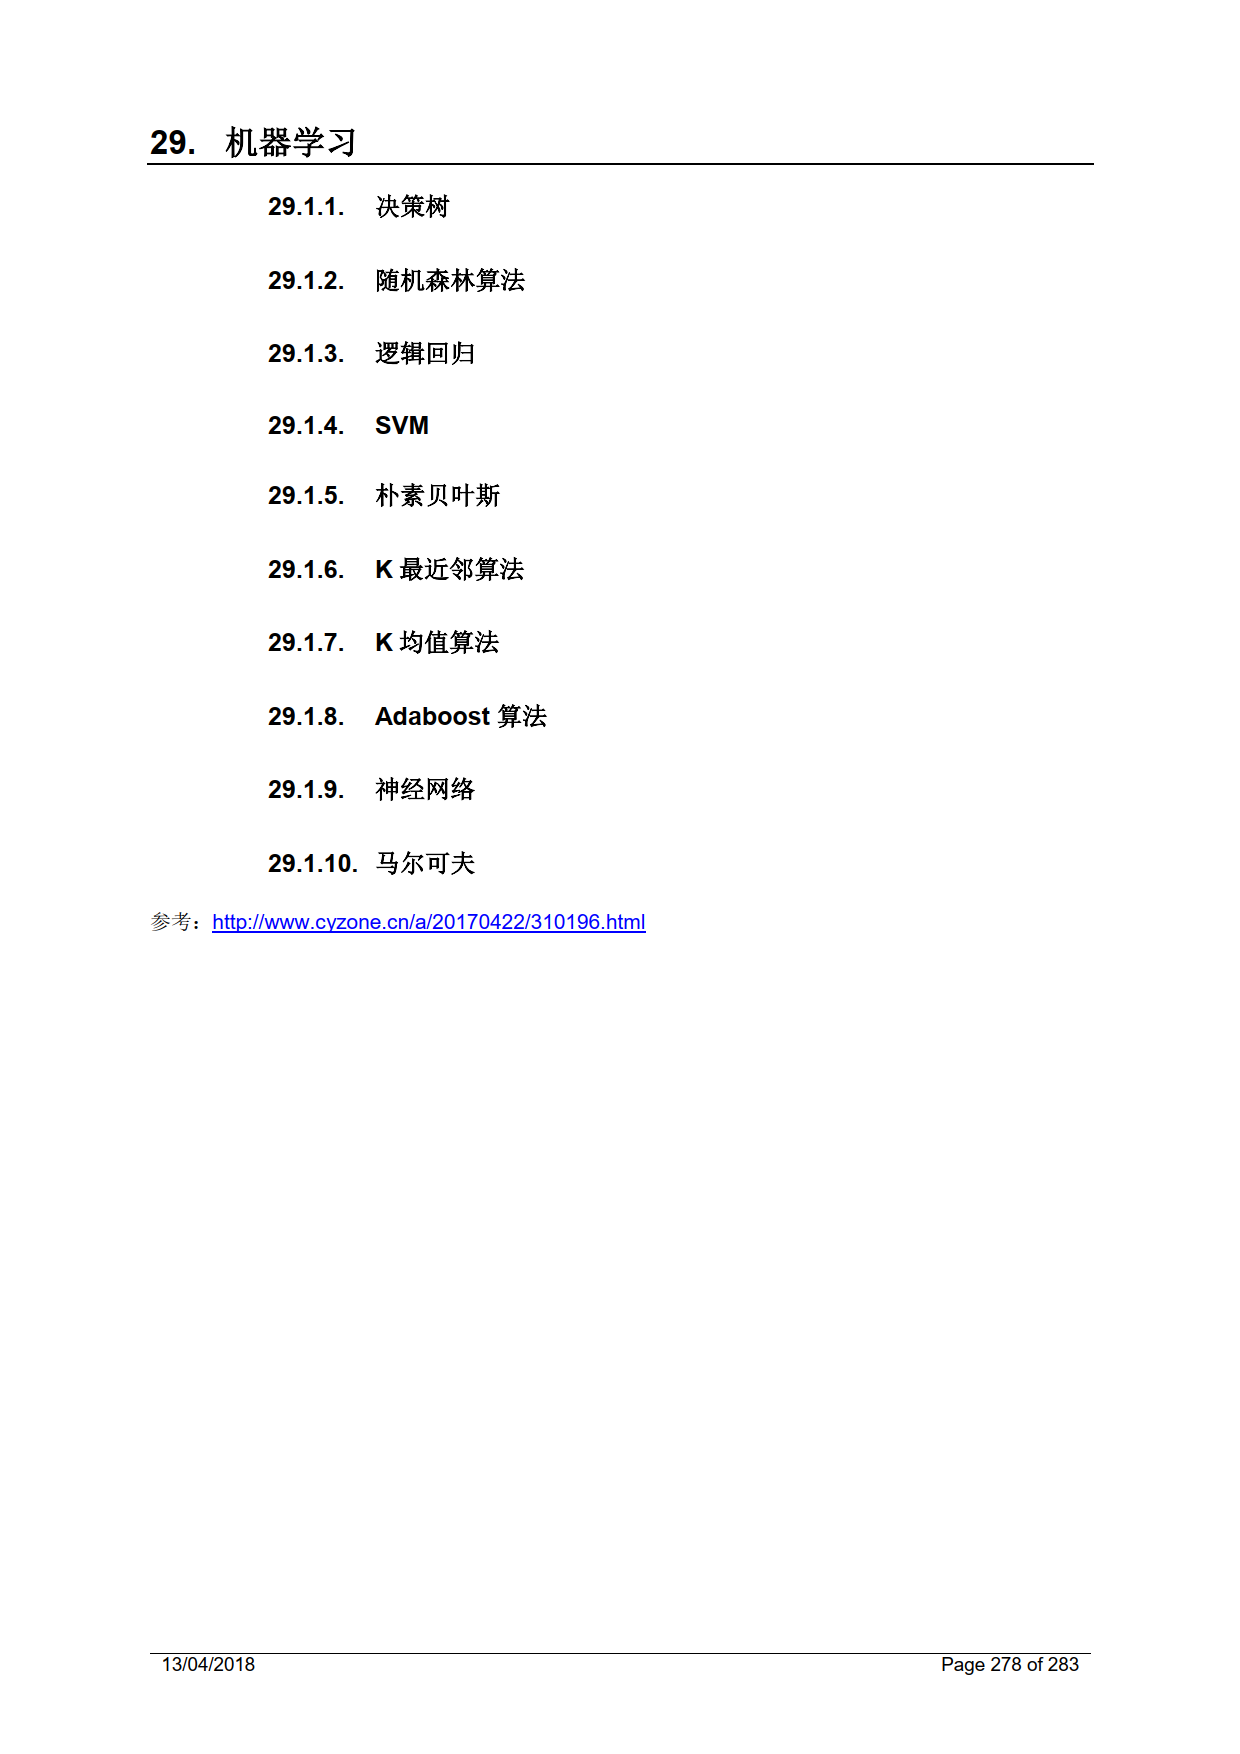 29. 机器学习
29.1.1. 决策树
29.1.2. 随机森林算法
29.1.3. 逻辑回归
29.1.4. SVM
29.1.5. 朴素贝叶斯
29.1.6. K 最近邻算法
29.1.7. K 均值算法
29.1.8. Adaboost 算法
29.1.9. 神经网络
29.1.10. 马尔可夫
参考：http://www.cyzone.cn/a/20170422/310196.html
13/04/2018 Page 278 of 283